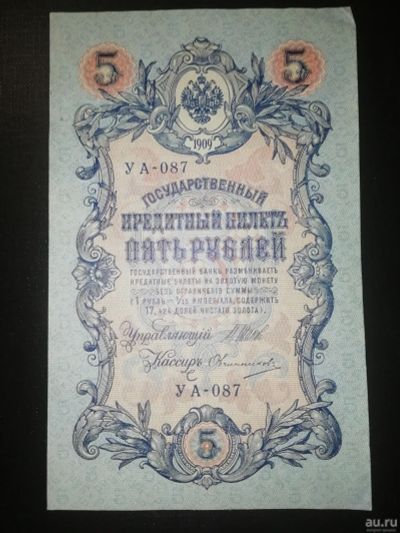 5 5
1909
УА-087
ГОСУДАРСТВЕННЫЙ
КРЕДИТНЫЙ БИЛЕТЪ
ПЯТЬ РУБЛЕЙ
ГОСУДАРСТВЕННЫЙ БАНКЪ РАЗМѢНИВАЕТЪ
КРЕДИТНЫЕ БИЛЕТЫ НА ЗОЛОТУЮ МОНЕТУ
БЕЗЪ ОГРАНИЧЕНІЯ СУММЫ
(1 РУБЛЬ = 1/15 ИМПЕРІАЛА, СОДЕРЖИТЪ
17,424 ДОЛЕЙ ЧИСТАГО ЗОЛОТА).
Управляющій
Кассиръ
УА-087
5
au.ru